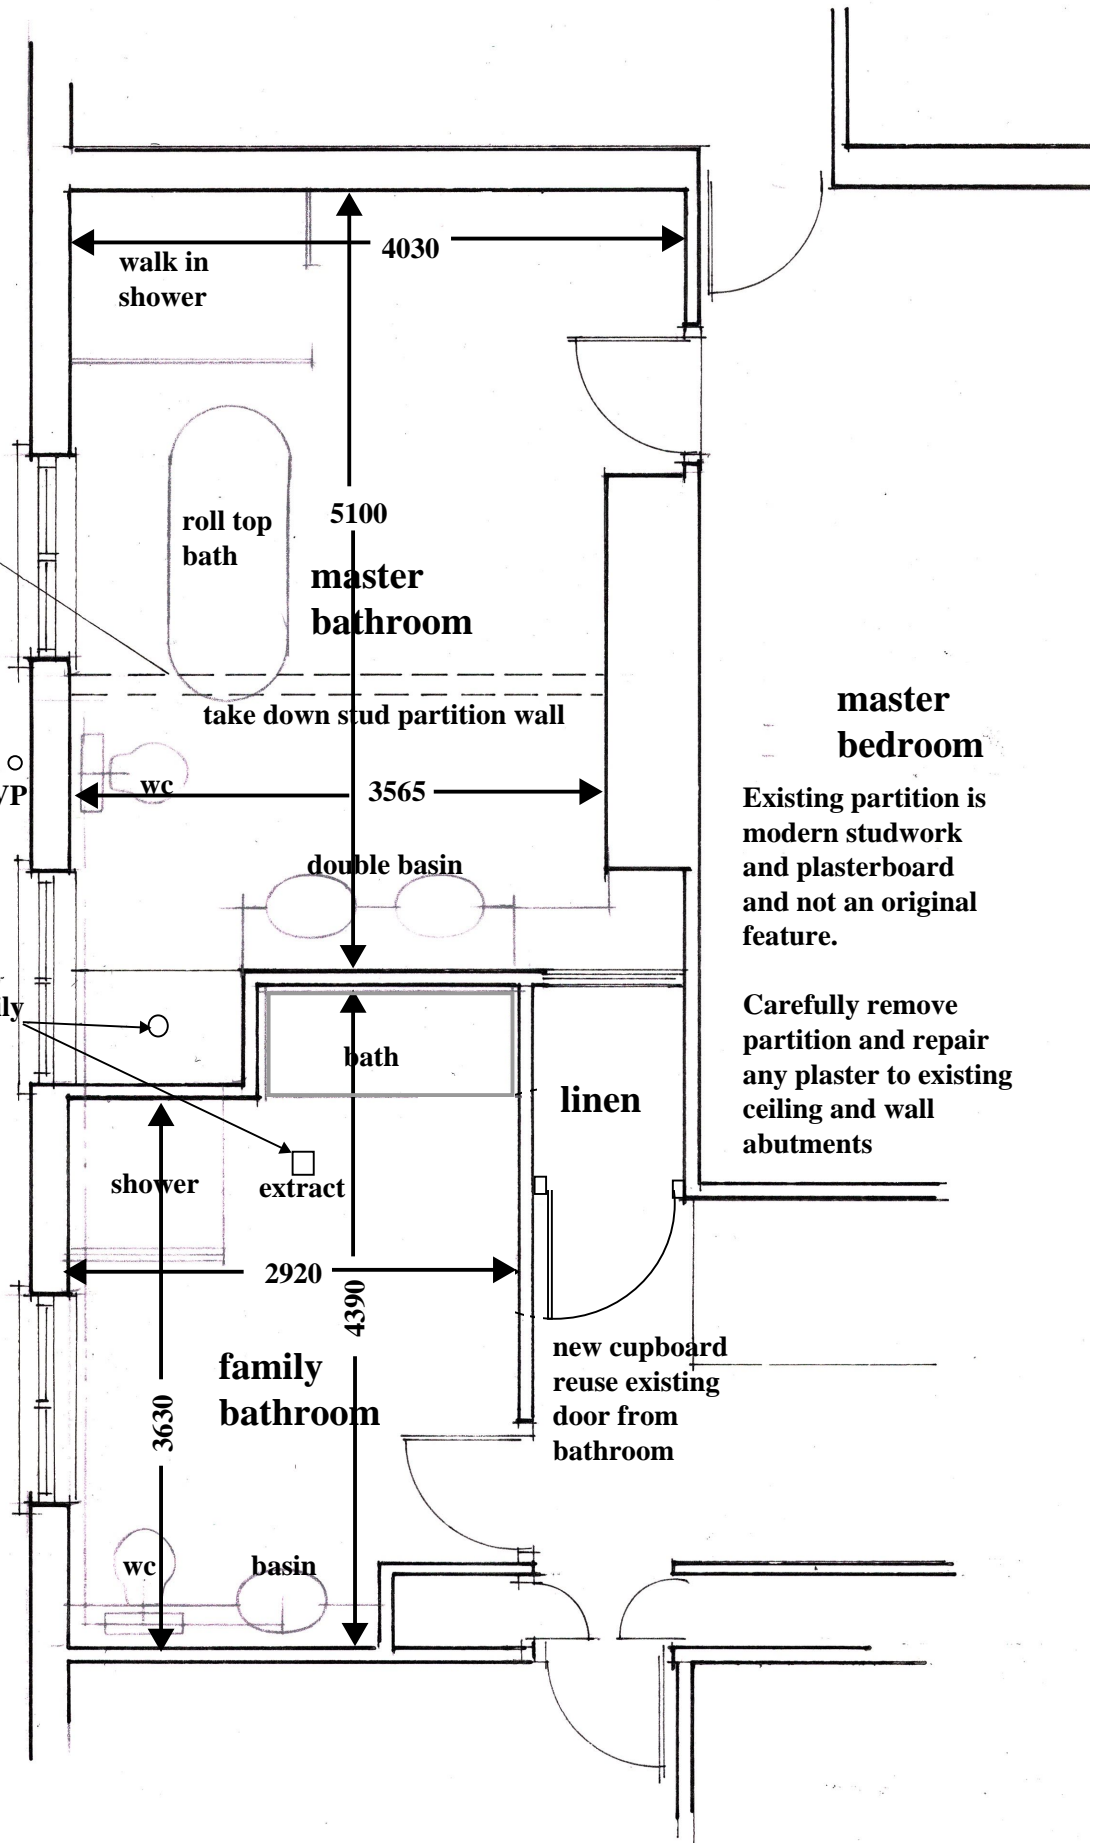 4030
walk in
shower
5100
roll top
bath
master
bathroom
take down stud partition wall
wc
3565
double basin
VP
master
bedroom
Existing partition is
modern studwork
and plasterboard
and not an original
feature.
Carefully remove
partition and repair
any plaster to existing
ceiling and wall
abutments
ily
bath
linen
shower
extract
2920
4390
3630
family
bathroom
new cupboard
reuse existing
door from
bathroom
wc
basin